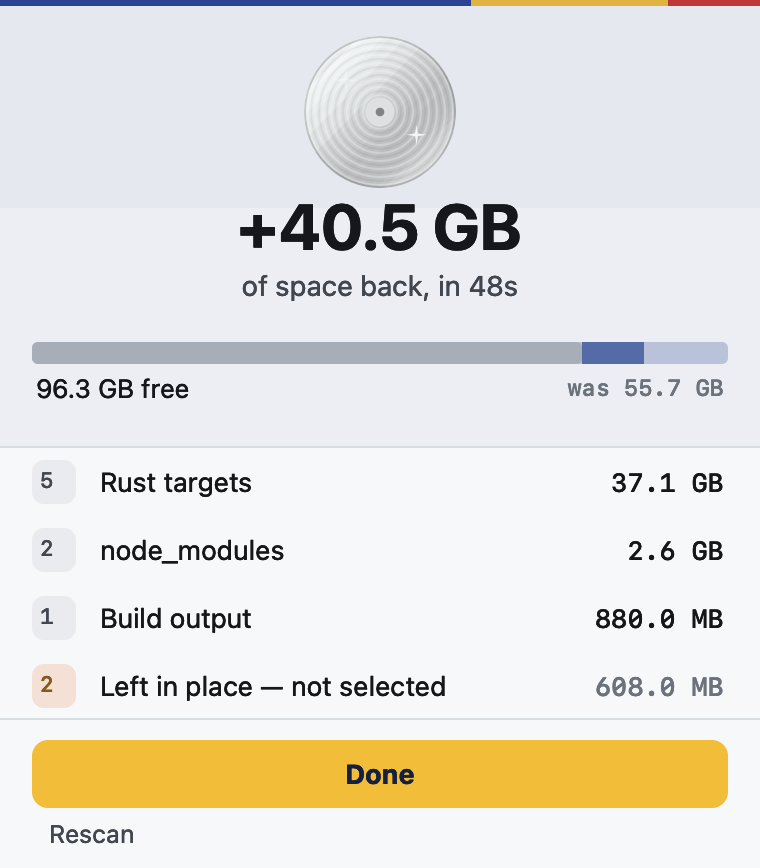 +40.5 GB
of space back, in 48s
96.3 GB free was 55.7 GB
5 Rust targets 37.1 GB
2 node_modules 2.6 GB
1 Build output 880.0 MB
2 Left in place — not selected 608.0 MB
Done
Rescan